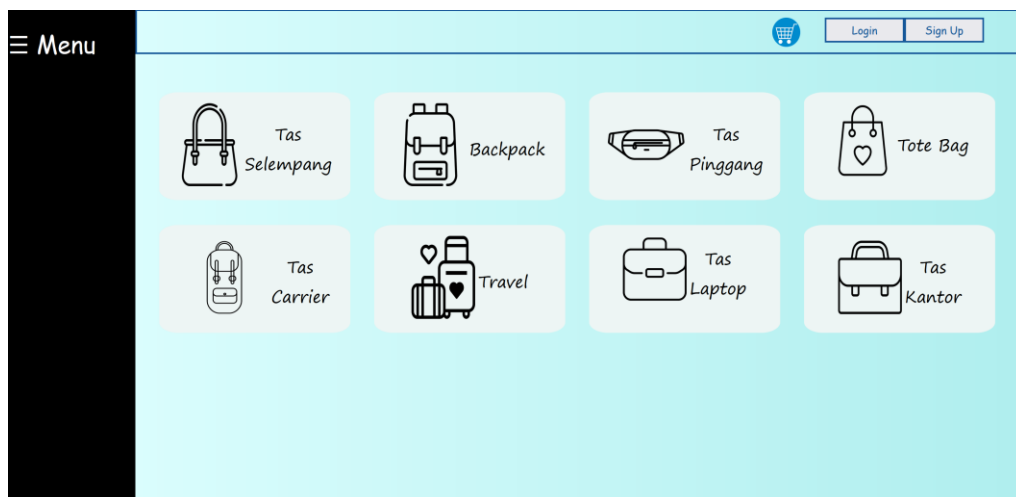 ☰ Menu
Login
Sign Up
Tas
Selempang
Backpack
Tas
Pinggang
Tote Bag
Tas
Carrier
Travel
Tas
Laptop
Tas
Kantor